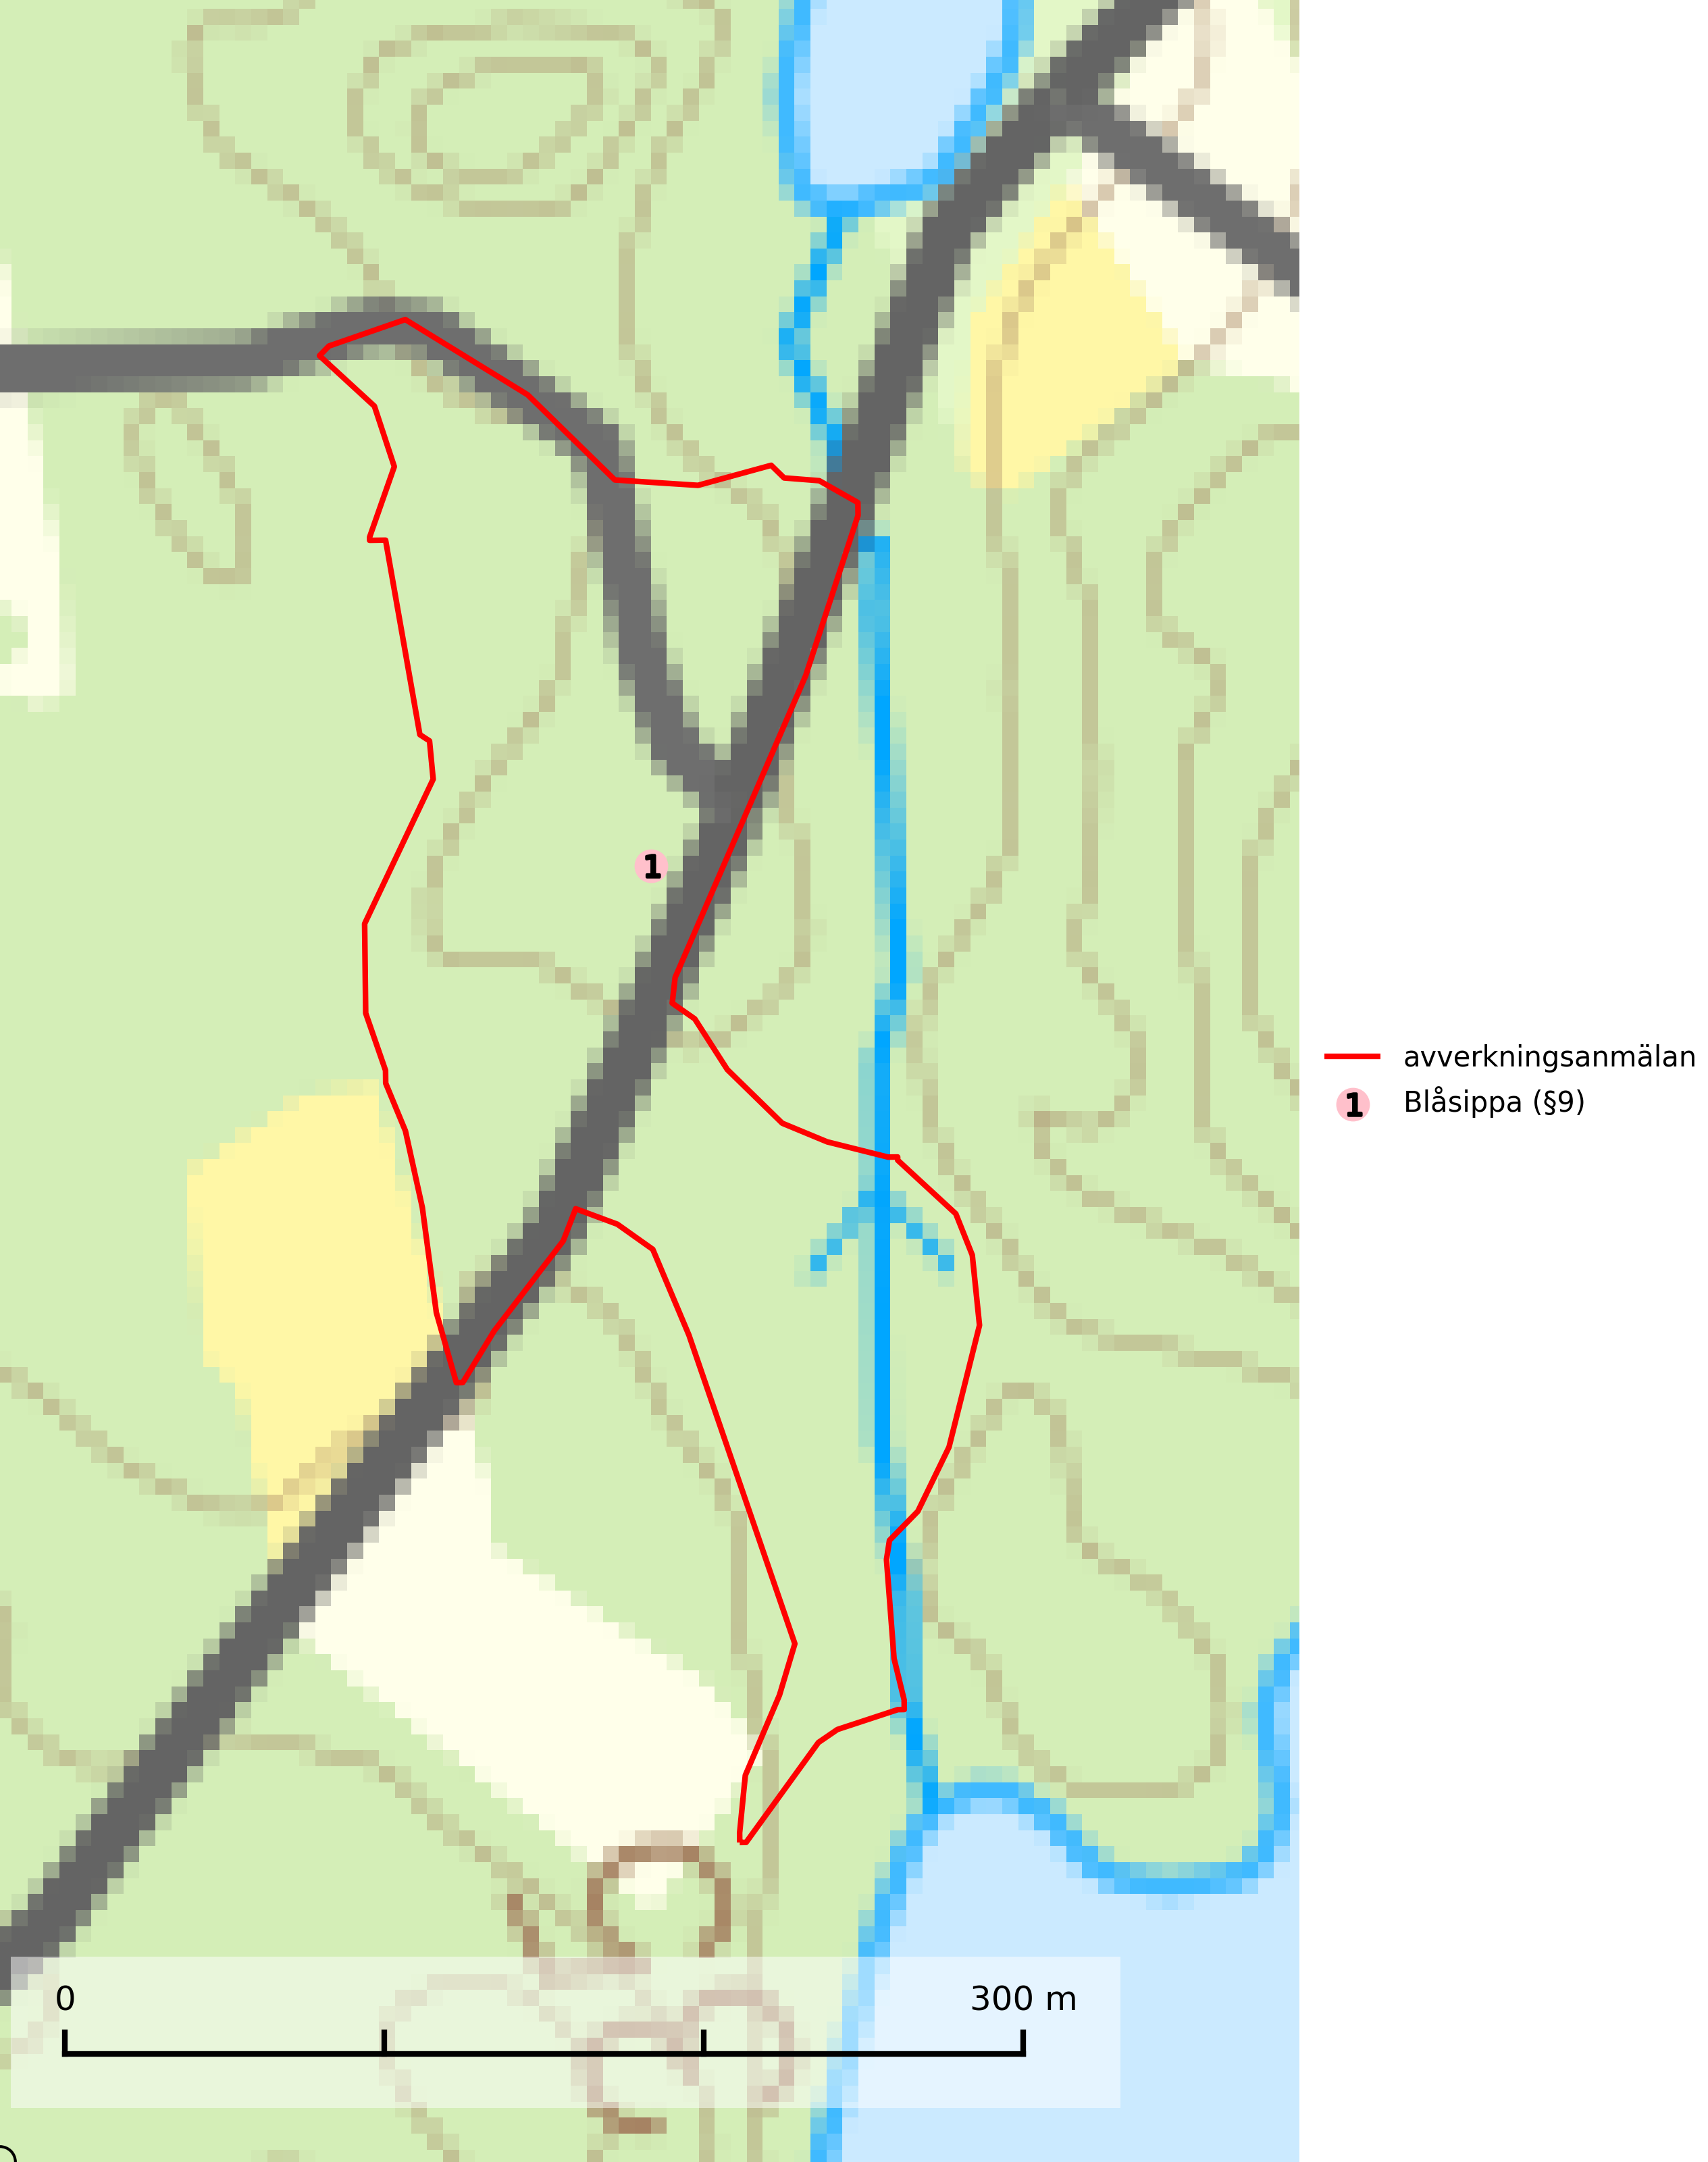 1
avverkningsanmälan
1 Blåsippa (§9)
0 300 m